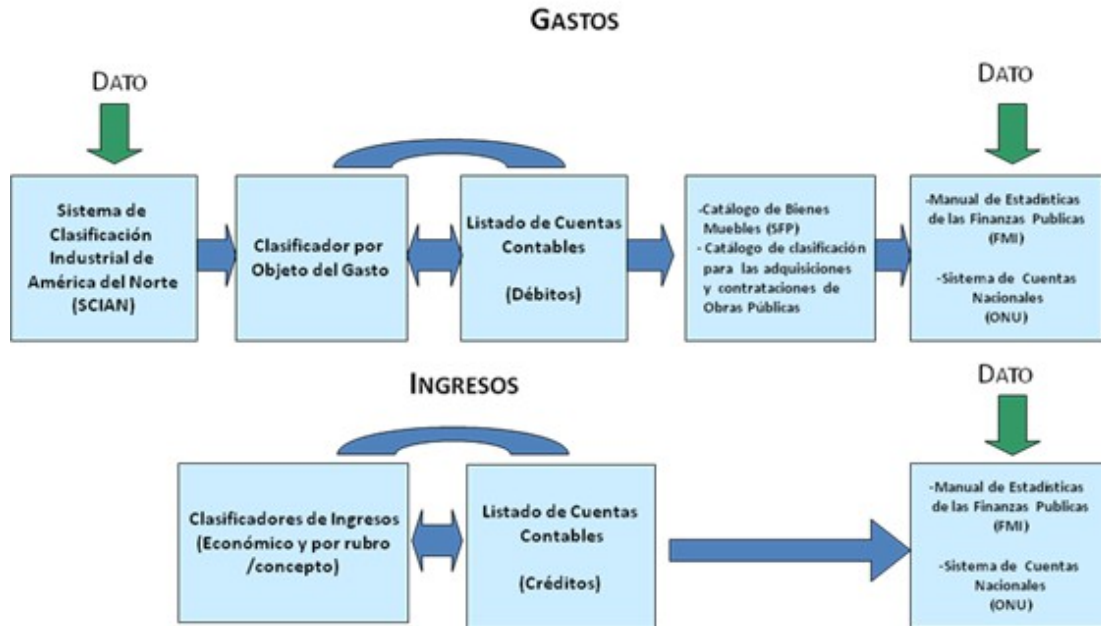 GASTOS
DATO
DATO
Sistema de
Clasificación
Industrial de
América del Norte
(SCIAN)
Clasificador por
Objeto del Gasto
Listado de Cuentas
Contables
(Débitos)
-Catálogo de Bienes
Muebles (SFP)
- Catálogo de clasificación
para las adquisiciones
y contrataciones de
Obras Públicas
-Manual de Estadísticas
de las Finanzas Publicas
(FMI)
-Sistema de Cuentas
Nacionales
(ONU)
INGRESOS
DATO
Clasificadores de Ingresos
(Económico y por rubro
/concepto)
Listado de Cuentas
Contables
(Créditos)
-Manual de Estadísticas
de las Finanzas Publicas
(FMI)
-Sistema de Cuentas
Nacionales
(ONU)